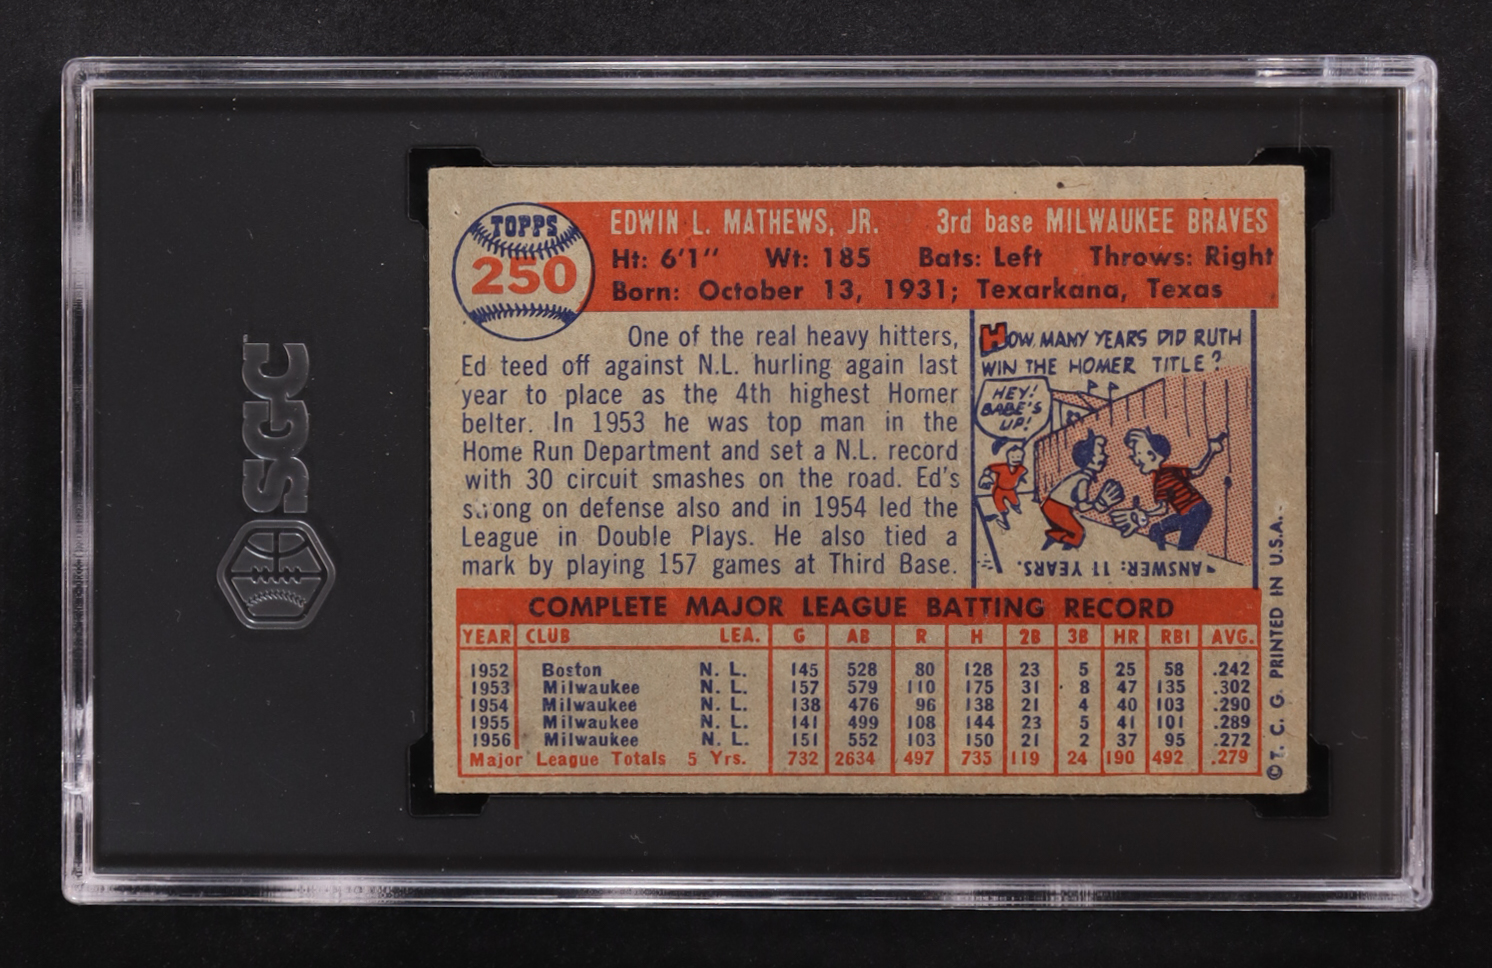 SGC
TOPPS
250
EDWIN L. MATHEWS, JR. 3rd base MILWAUKEE BRAVES
Ht: 6'1" Wt: 185 Bats: Left Throws: Right
Born: October 13, 1931; Texarkana, Texas
One of the real heavy hitters,
Ed teed off against N.L. hurling again last
year to place as the 4th highest Homer
belter. In 1953 he was top man in the
Home Run Department and set a N.L. record
with 30 circuit smashes on the road. Ed's
strong on defense also and in 1954 led the
League in Double Plays. He also tied a
mark by playing 157 games at Third Base.
HOW MANY YEARS DID RUTH
WIN THE HOMER TITLE?
HEY!
BABE'S
UP!
ANSWER: 11 YEARS.
COMPLETE MAJOR LEAGUE BATTING RECORD
YEAR CLUB LEA. G AB R H 2B 3B HR RBI AVG.
1952 Boston N. L. 145 528 80 128 23 5 25 58 .242
1953 Milwaukee N. L. 157 579 110 175 31 8 47 135 .302
1954 Milwaukee N. L. 138 476 96 138 21 4 40 103 .290
1955 Milwaukee N. L. 141 499 108 144 23 5 41 101 .289
1956 Milwaukee N. L. 151 552 103 150 21 2 37 95 .272
Major League Totals 5 Yrs. 732 2634 497 735 119 24 190 492 .279
© T. C. G. PRINTED IN U.S.A.